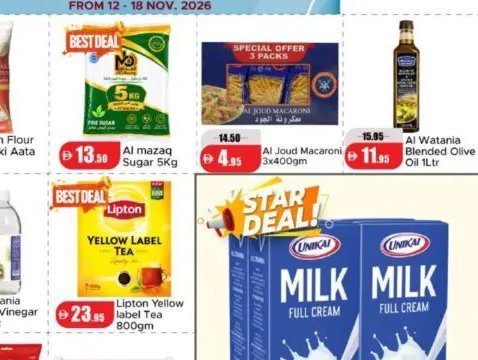 FROM 12 - 18 NOV. 2026
BEST DEAL
5KG
FINE SUGAR
SPECIAL OFFER
3 PACKS
AL JOUD MACARONI
معكرونة الجود
Flour
ki Aata
13.50
Al mazaq
Sugar 5Kg
14.50
4.95
Al Joud Macaroni
3x400gm
15.95
11.95
Al Watania
Blended Olive
Oil 1Ltr
BEST DEAL
Lipton
YELLOW LABEL
TEA
ania
Vinegar
23.95
Lipton Yellow
label Tea
800gm
STAR
DEAL!
UNIKAI
MILK
FULL CREAM
UNIKAI
MILK
FULL CREAM